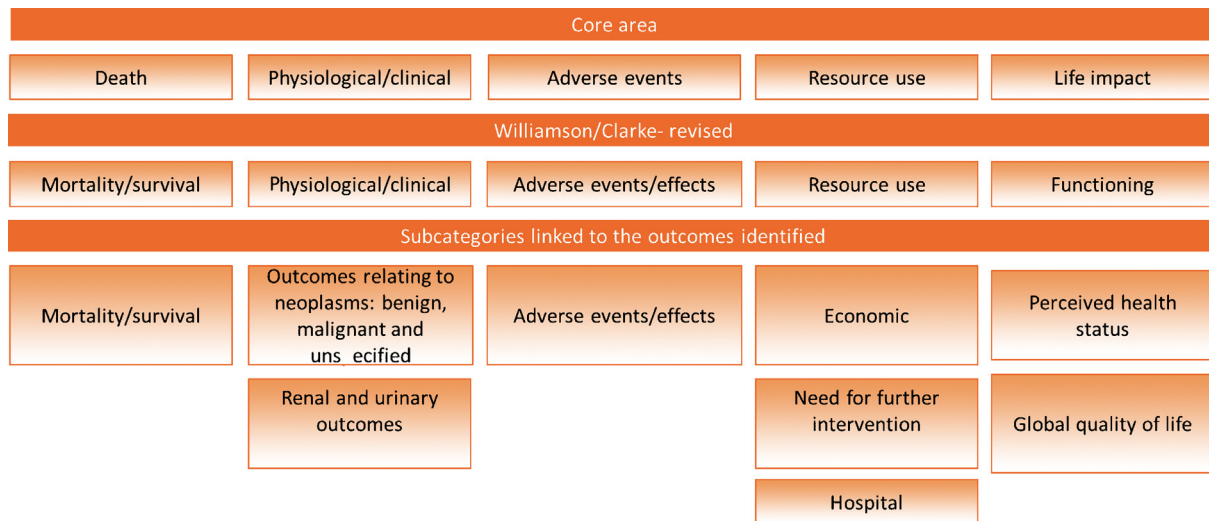 Core area
Death
Physiological/clinical
Adverse events
Resource use
Life impact
Williamson/Clarke- revised
Mortality/survival
Physiological/clinical
Adverse events/effects
Resource use
Functioning
Subcategories linked to the outcomes identified
Mortality/survival
Outcomes relating to
neoplasms: benign,
malignant and
uns ecified
Adverse events/effects
Economic
Perceived health
status
Renal and urinary
outcomes
Need for further
intervention
Global quality of life
Hospital